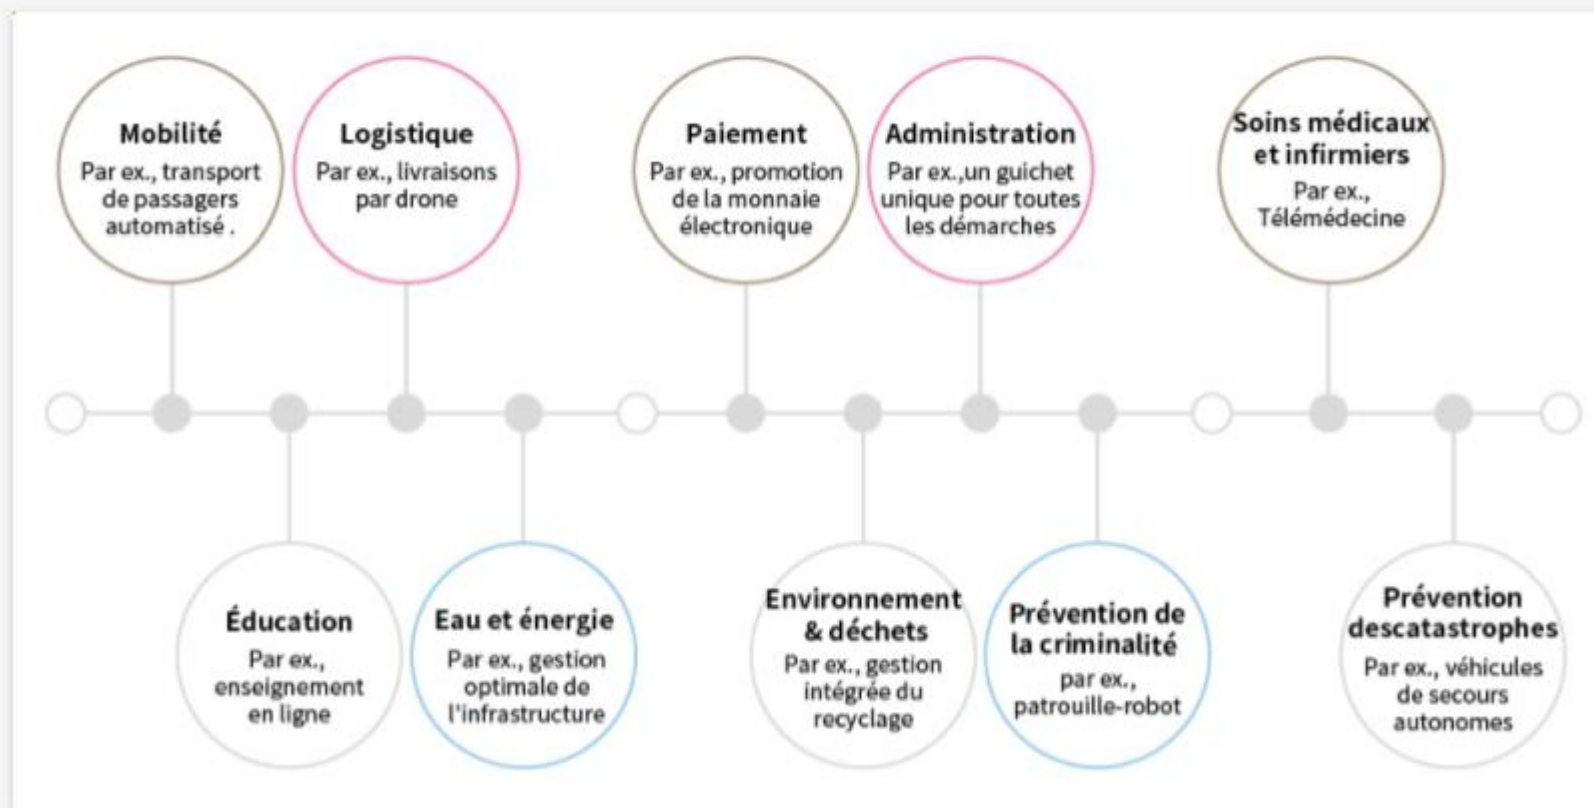 Mobilité
Par ex., transport
de passagers
automatisé .
Logistique
Par ex., livraisons
par drone
Paiement
Par ex., promotion
de la monnaie
électronique
Administration
Par ex.,un guichet
unique pour toutes
les démarches
Soins médicaux
et infirmiers
Par ex.,
Télémédecine
Éducation
Par ex.,
enseignement
en ligne
Eau et énergie
Par ex., gestion
optimale de
l'infrastructure
Environnement
& déchets
Par ex., gestion
intégrée du
recyclage
Prévention de
la criminalité
par ex.,
patrouille-robot
Prévention
descatastrophes
Par ex., véhicules
de secours
autonomes